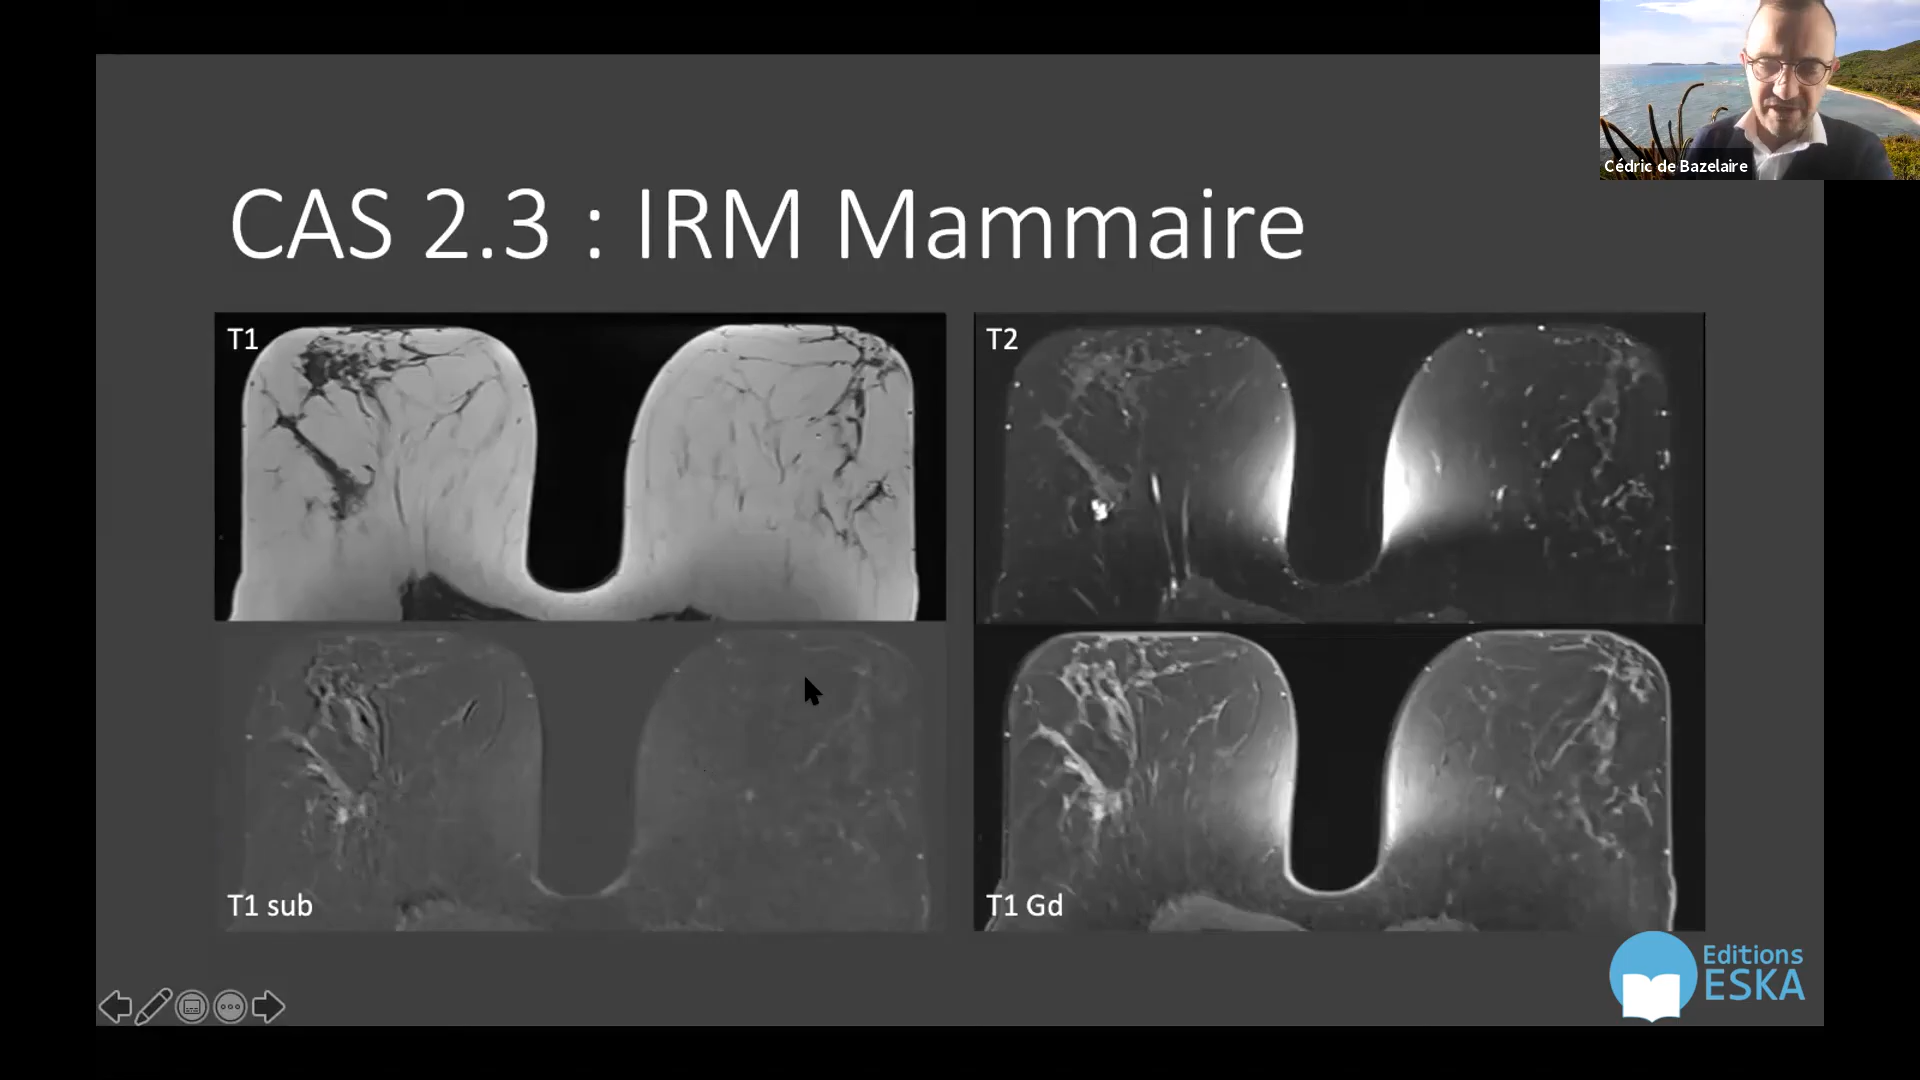 Cédric de Bazelaire
CAS 2.3 : IRM Mammaire
T1
T2
T1 sub
T1 Gd
Editions
ESKA